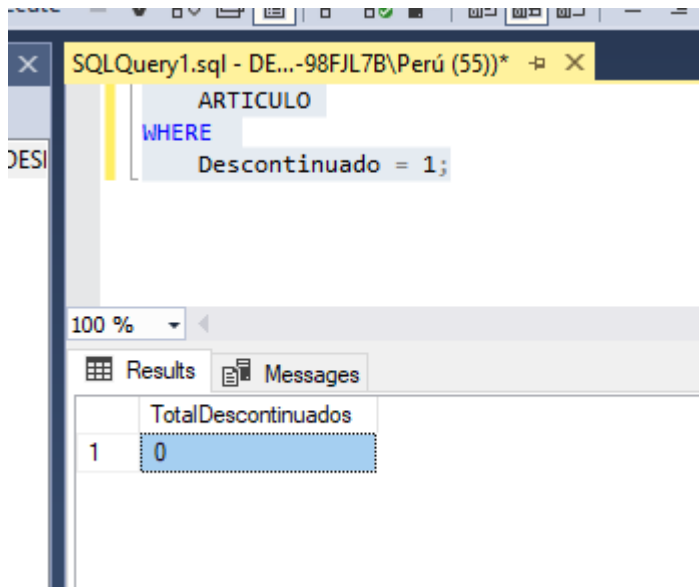 SQLQuery1.sql - DE...-98FJL7B\Perú (55))*
ARTICULO
WHERE
Descontinuado = 1;
100 %
Results Messages
TotalDescontinuados
1 0